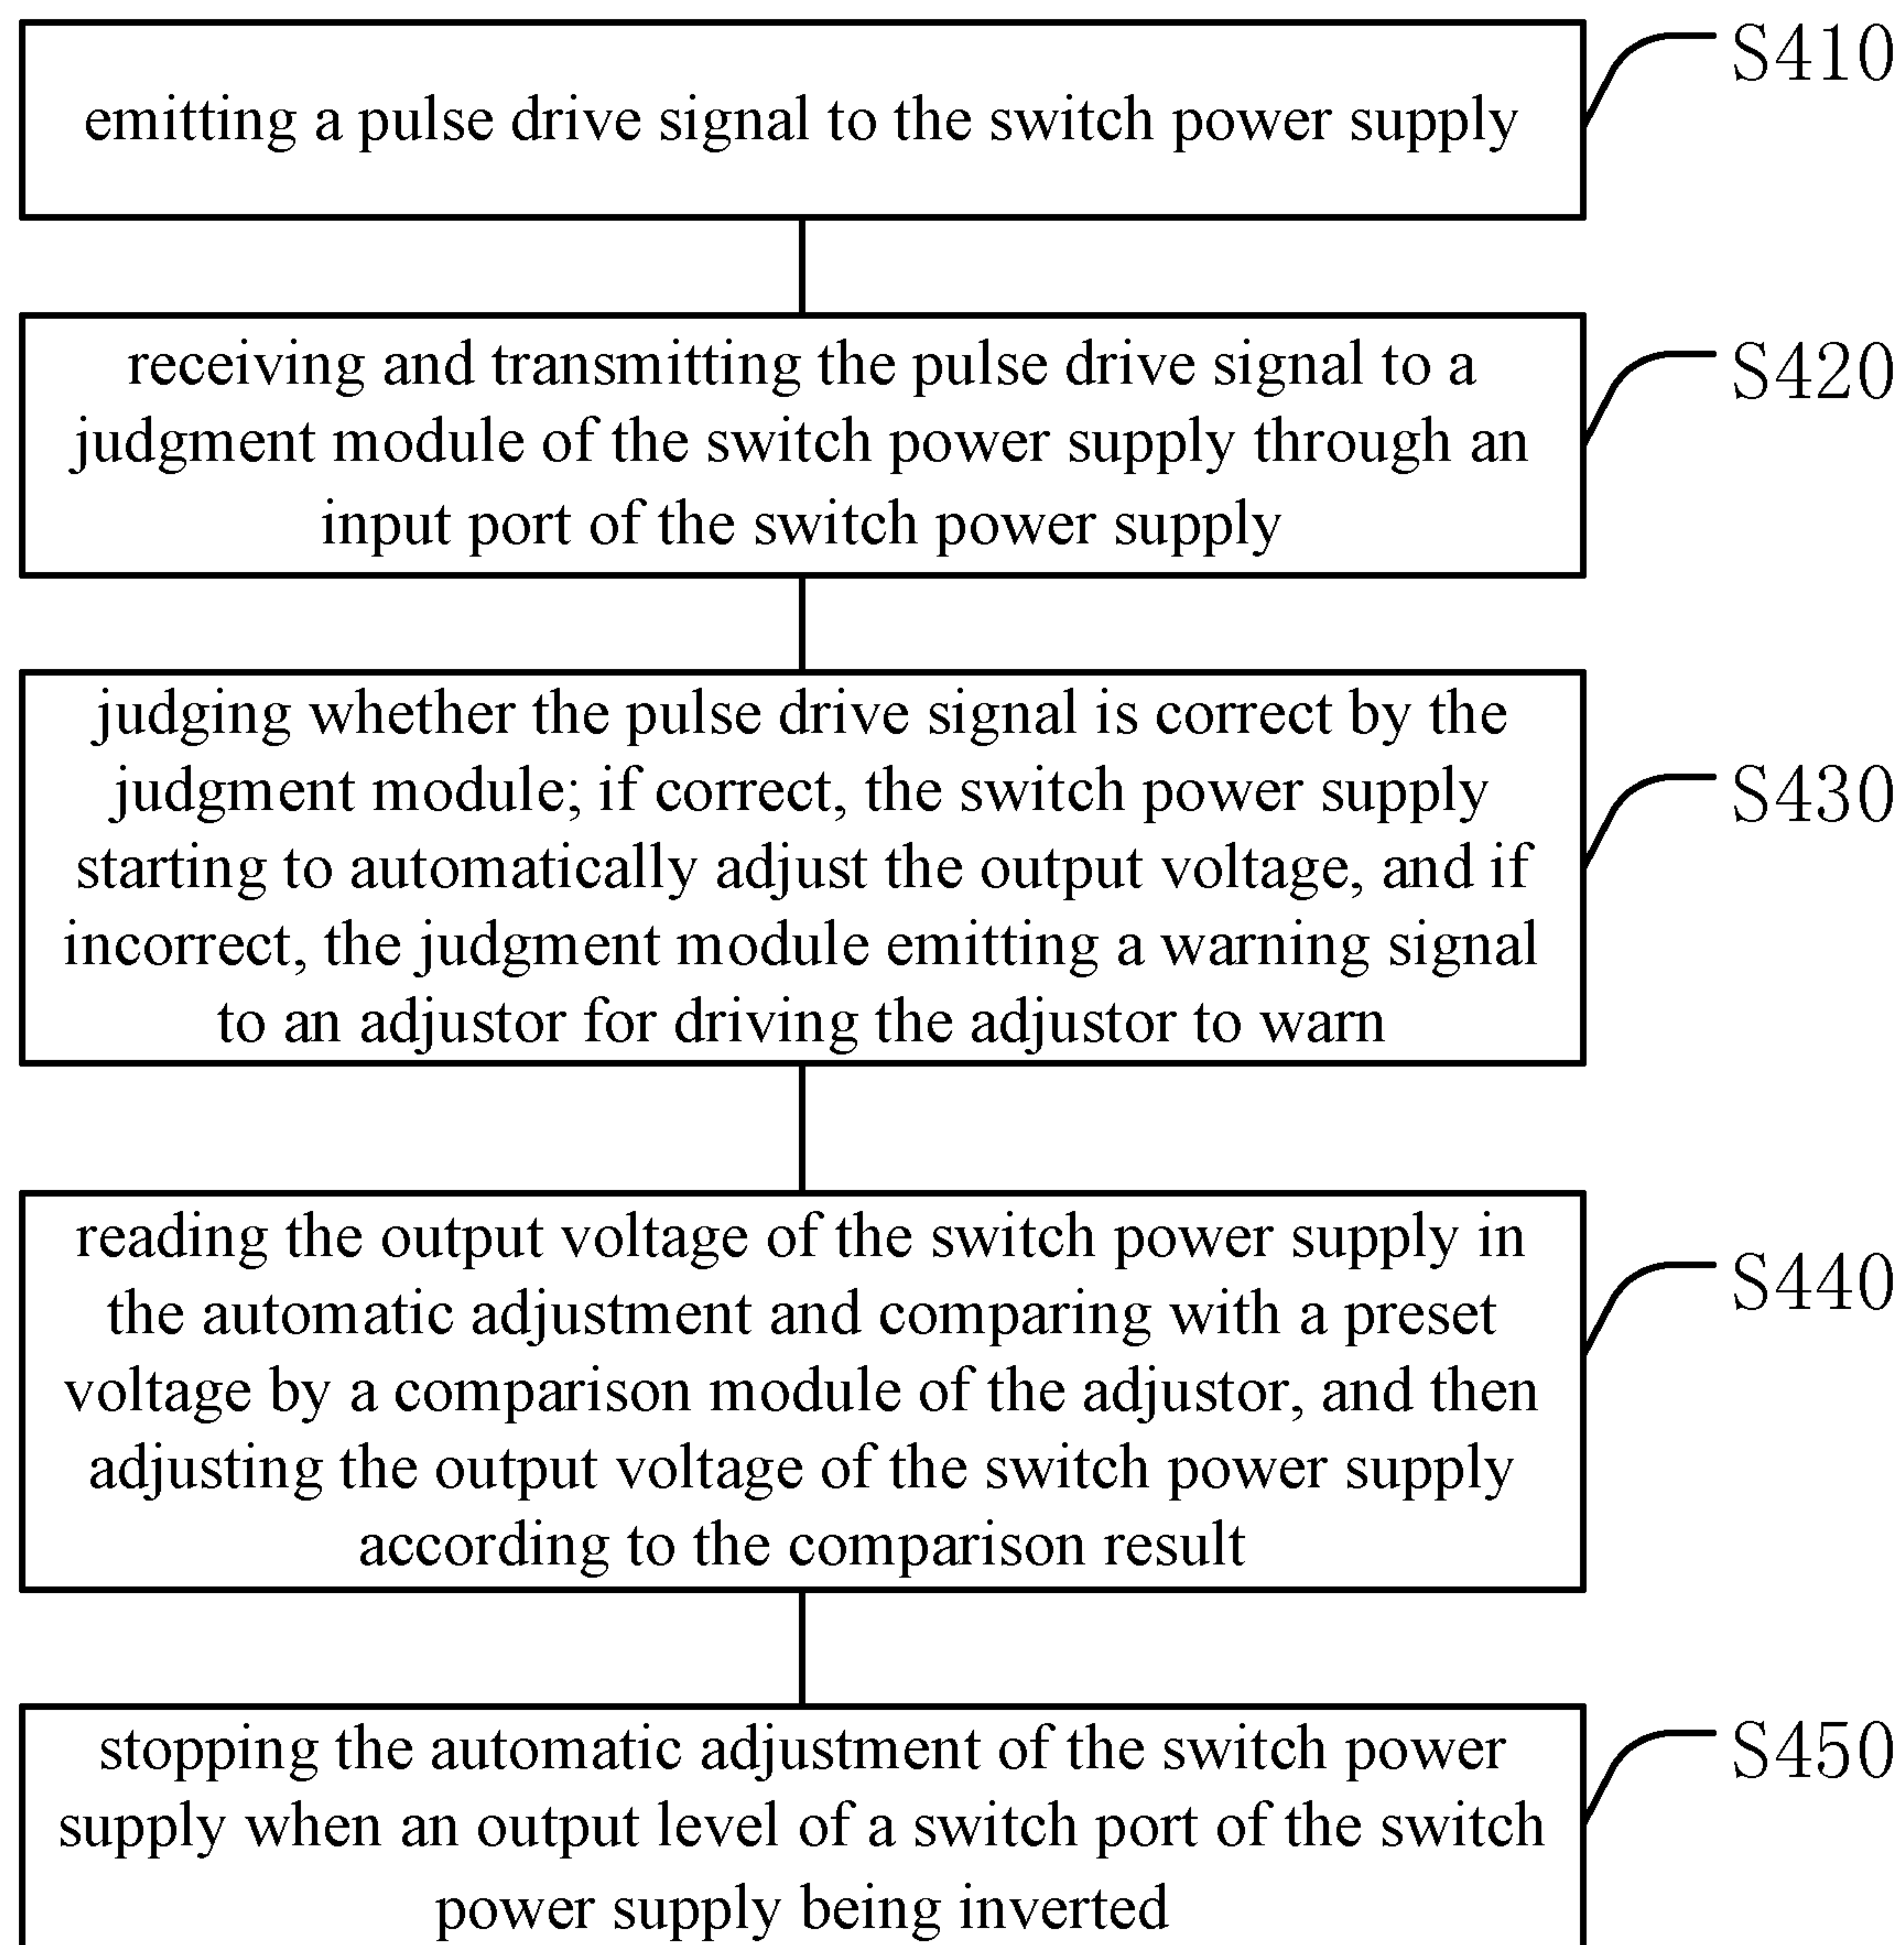 emitting a pulse drive signal to the switch power supply
S410
receiving and transmitting the pulse drive signal to a
judgment module of the switch power supply through an
input port of the switch power supply
S420
judging whether the pulse drive signal is correct by the
judgment module; if correct, the switch power supply
starting to automatically adjust the output voltage, and if
incorrect, the judgment module emitting a warning signal
to an adjustor for driving the adjustor to warn
S430
reading the output voltage of the switch power supply in
the automatic adjustment and comparing with a preset
voltage by a comparison module of the adjustor, and then
adjusting the output voltage of the switch power supply
according to the comparison result
S440
stopping the automatic adjustment of the switch power
supply when an output level of a switch port of the switch
power supply being inverted
S450